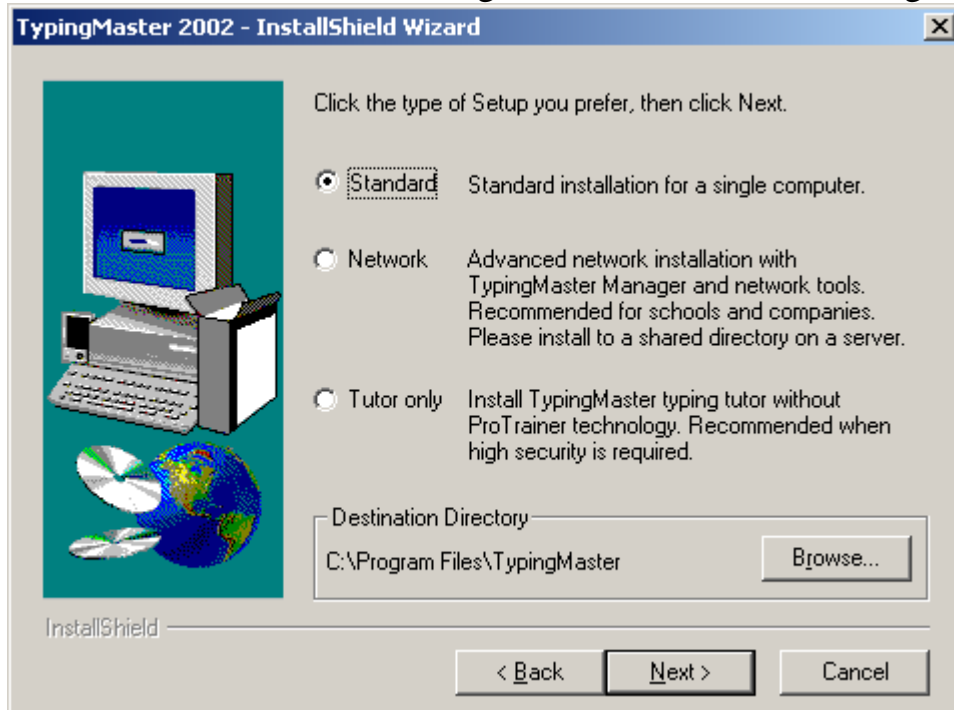 TypingMaster 2002 - InstallShield Wizard
Click the type of Setup you prefer, then click Next.
Standard Standard installation for a single computer.
Network Advanced network installation with
TypingMaster Manager and network tools.
Recommended for schools and companies.
Please install to a shared directory on a server.
Tutor only Install TypingMaster typing tutor without
ProTrainer technology. Recommended when
high security is required.
Destination Directory
C:\Program Files\TypingMaster Browse...
InstallShield
< Back Next > Cancel